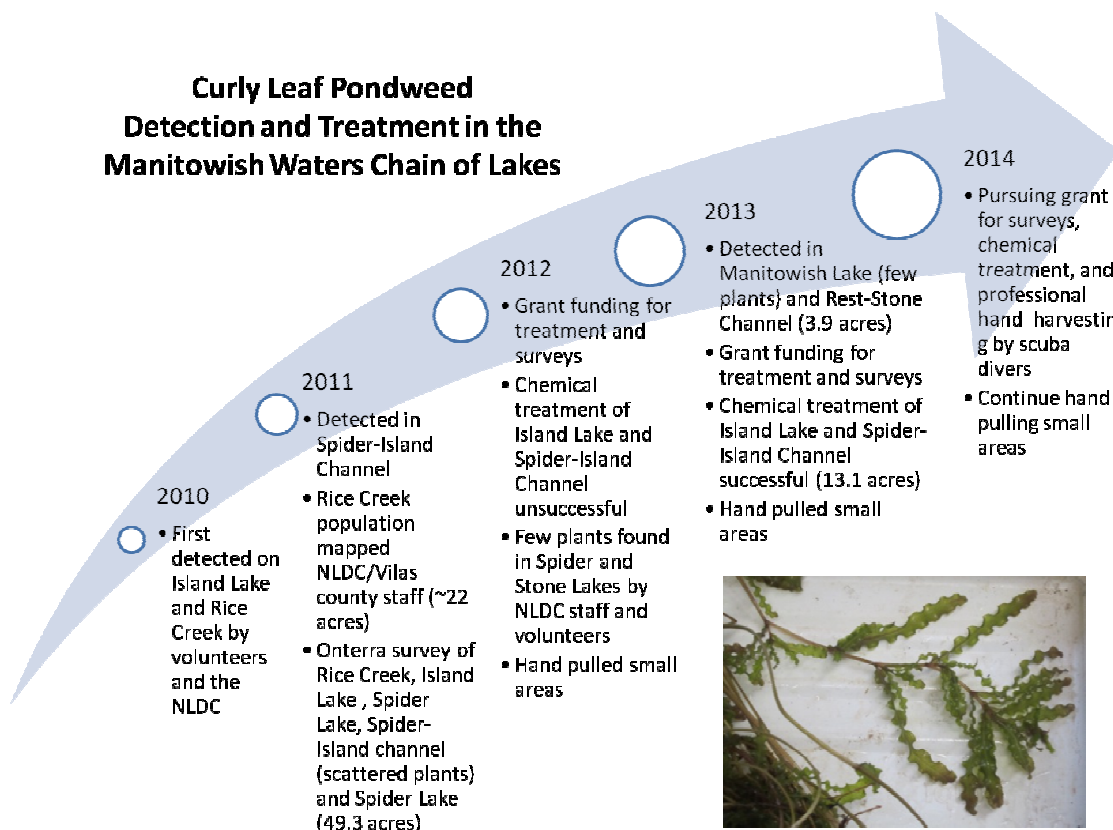 Curly Leaf Pondweed
Detection and Treatment in the
Manitowish Waters Chain of Lakes
2010
• First
detected on
Island Lake
and Rice
Creek by
volunteers
and the
NLDC
2011
• Detected in
Spider-Island
Channel
• Rice Creek
population
mapped
NLDC/Vilas
county staff (~22
acres)
• Onterra survey of
Rice Creek, Island
Lake , Spider
Lake, Spider-
Island channel
(scattered plants)
and Spider Lake
(49.3 acres)
2012
• Grant funding for
treatment and
surveys
• Chemical
treatment of
Island Lake and
Spider-Island
Channel
unsuccessful
• Few plants found
in Spider and
Stone Lakes by
NLDC staff and
volunteers
• Hand pulled small
areas
2013
• Detected in
Manitowish Lake (few
plants) and Rest-Stone
Channel (3.9 acres)
• Grant funding for
treatment and surveys
• Chemical treatment of
Island Lake and Spider-
Island Channel
successful (13.1 acres)
• Hand pulled small
areas
2014
• Pursuing grant
for surveys,
chemical
treatment, and
professional
hand harvestin
g by scuba
divers
• Continue hand
pulling small
areas